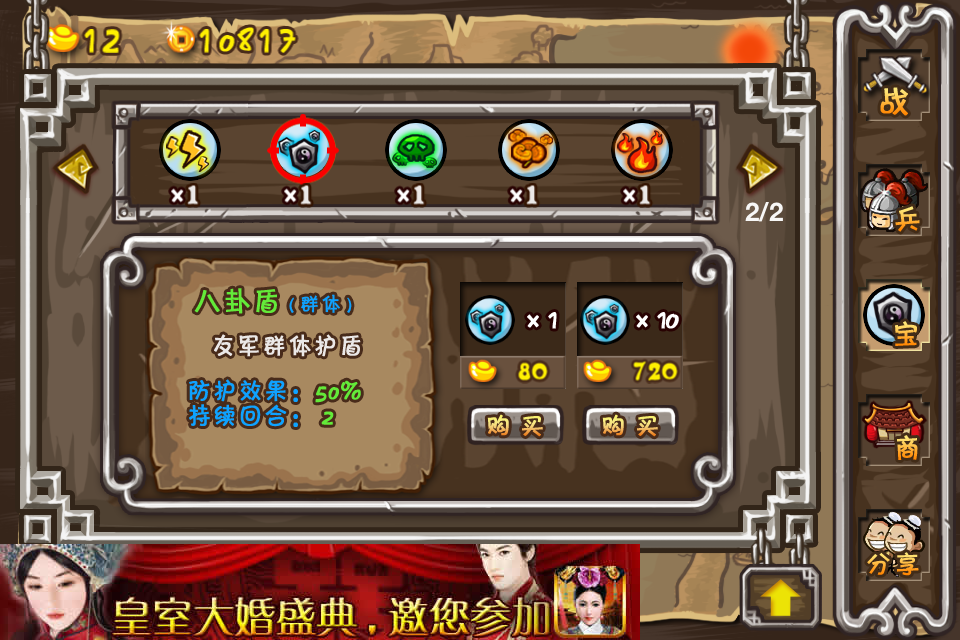 12 10817
战
×1 ×1 ×1 ×1 ×1
2/2
兵
八卦盾(群体)
友军群体护盾
防护效果：50%
持续回合：2
×1 ×10
80 720
购买 购买
宝
商
分享
皇室大婚盛典，邀您参加